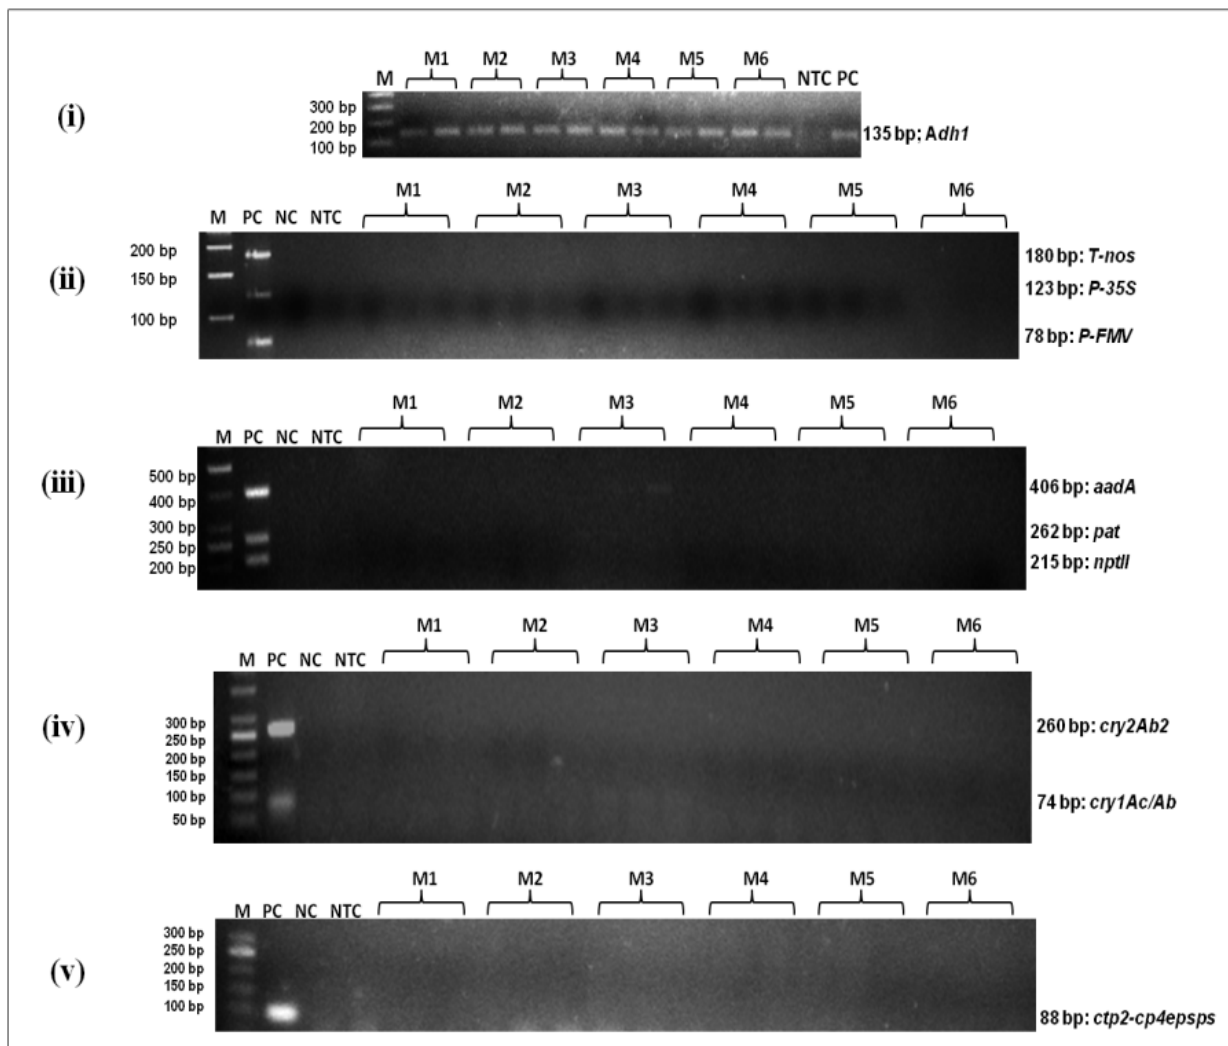 M1 M2 M3 M4 M5 M6
M NTC PC
(i)
300 bp
200 bp
100 bp
135 bp; Adh1
M1 M2 M3 M4 M5 M6
M PC NC NTC
(ii)
200 bp
150 bp
100 bp
180 bp: T-nos
123 bp: P-35S
78 bp: P-FMV
M1 M2 M3 M4 M5 M6
M PC NC NTC
(iii)
500 bp
400 bp
300 bp
250 bp
200 bp
406 bp: aadA
262 bp: pat
215 bp: nptII
M1 M2 M3 M4 M5 M6
M PC NC NTC
(iv)
300 bp
250 bp
200 bp
150 bp
100 bp
50 bp
260 bp: cry2Ab2
74 bp: cry1Ac/Ab
M1 M2 M3 M4 M5 M6
M PC NC NTC
(v)
300 bp
250 bp
200 bp
150 bp
100 bp
88 bp: ctp2-cp4epsps